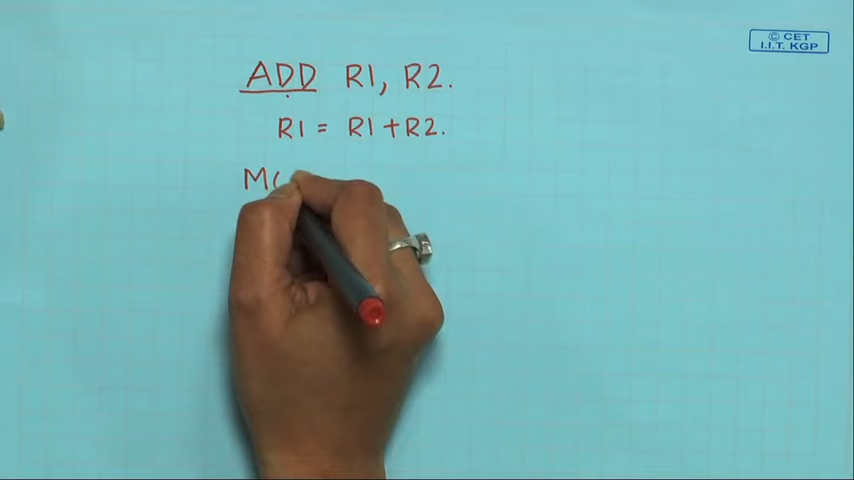 © CET
I.I.T. KGP
ADD R1, R2.
R1 = R1 + R2.